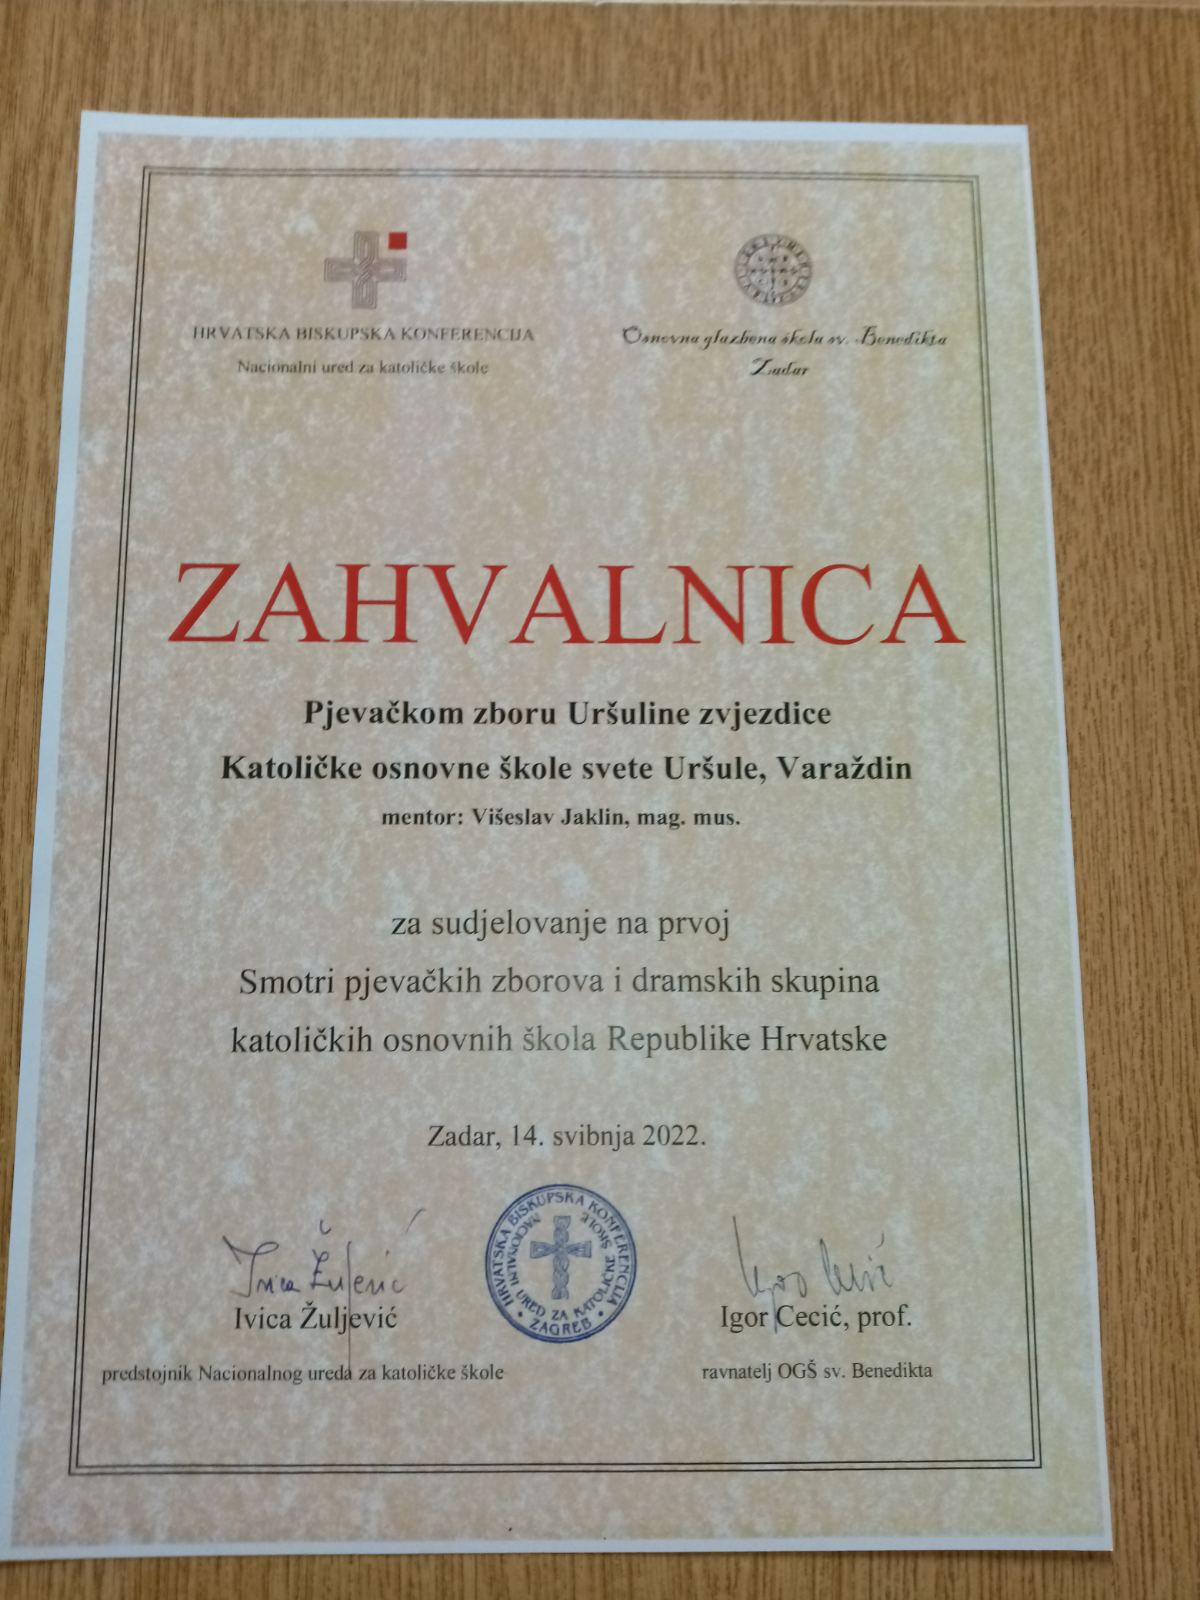 HRVATSKA BISKUPSKA KONFERENCIJA
Nacionalni ured za katoličke škole
Osnovna glazbena škola sv. Benedikta
Zadar
ZAHVALNICA
Pjevačkom zboru Uršuline zvjezdice
Katoličke osnovne škole svete Uršule, Varaždin
mentor: Višeslav Jaklin, mag. mus.
za sudjelovanje na prvoj
Smotri pjevačkih zborova i dramskih skupina
katoličkih osnovnih škola Republike Hrvatske
Zadar, 14. svibnja 2022.
HRVATSKA BISKUPSKA KONFERENCIJA
NACIONALNI URED ZA KATOLIČKE ŠKOLE
ZAGREB
Ivica Žuljević
Ivica Žuljević
predstojnik Nacionalnog ureda za katoličke škole
Igor Cecić, prof.
ravnatelj OGŠ sv. Benedikta